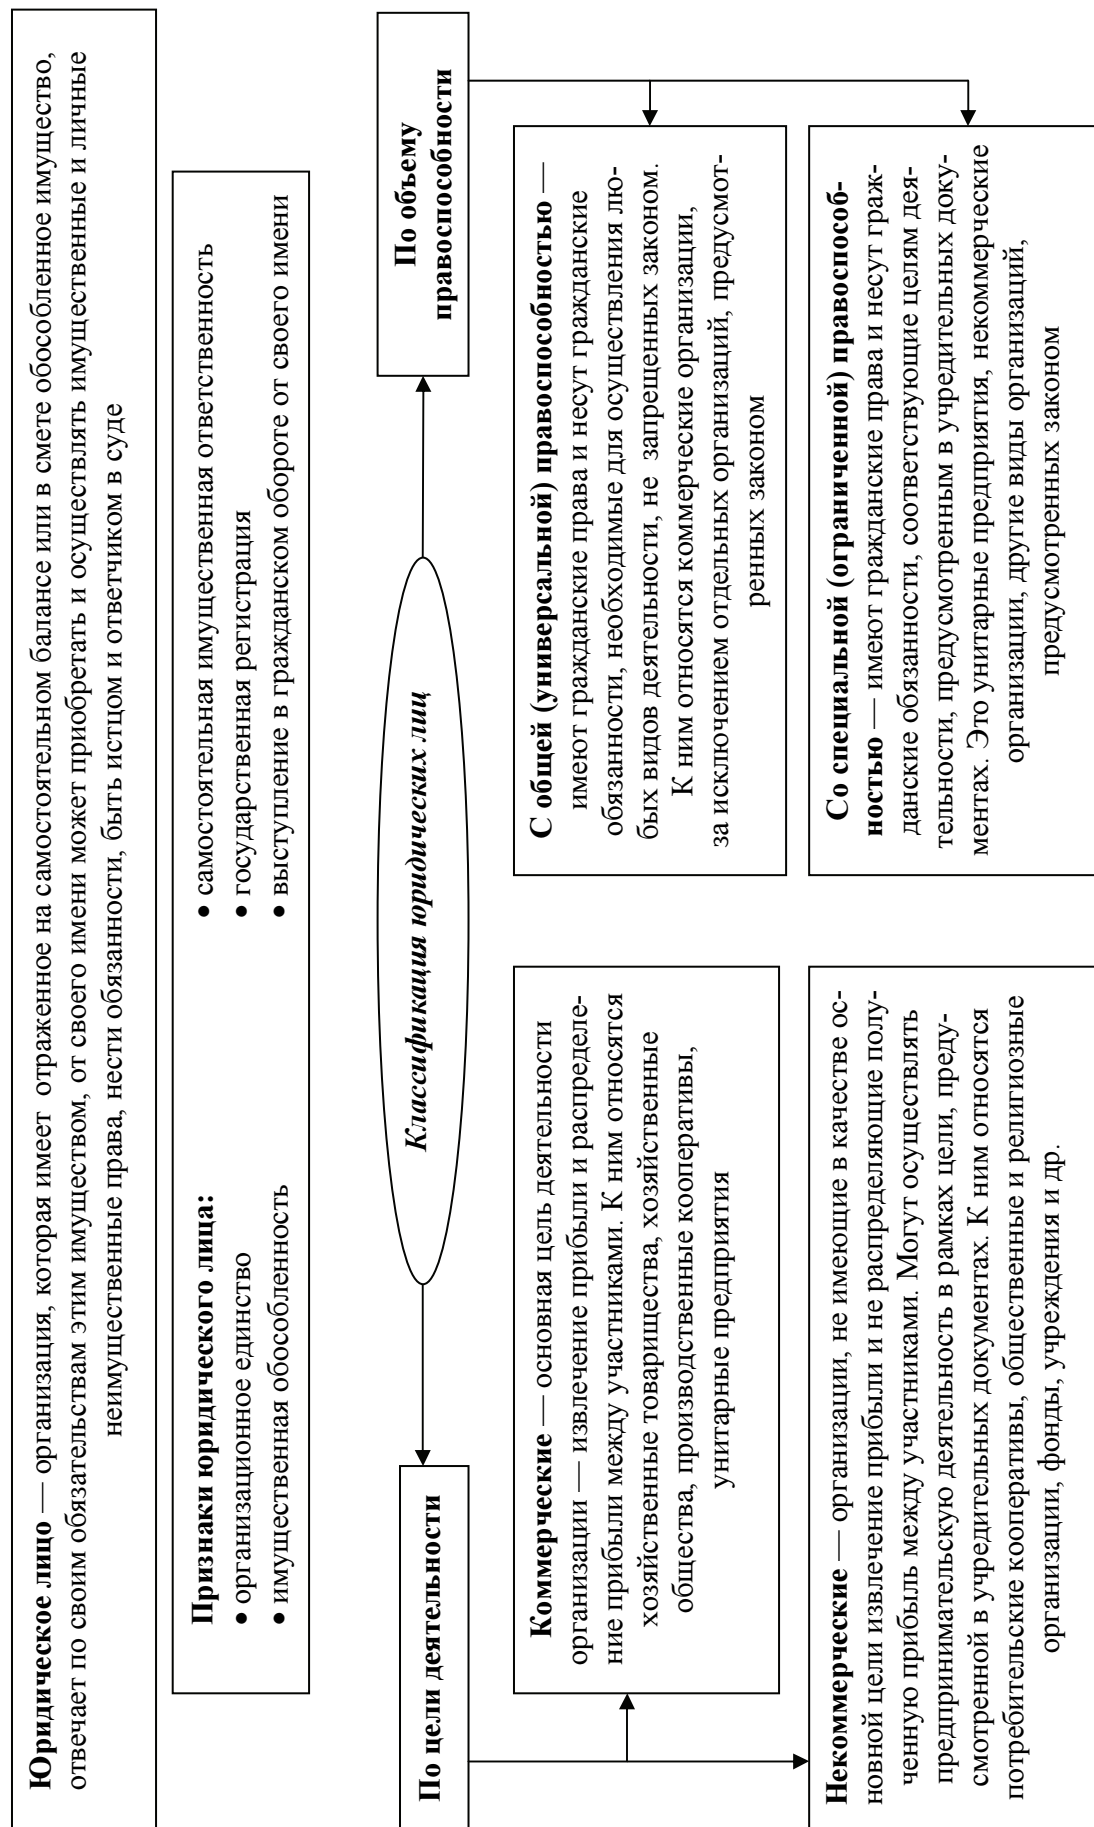 Юридическое лицо — организация, которая имеет отраженное на самостоятельном балансе или в смете обособленное имущество,
отвечает по своим обязательствам этим имуществом, от своего имени может приобретать и осуществлять имущественные и личные
неимущественные права, нести обязанности, быть истцом и ответчиком в суде
Признаки юридического лица:
• организационное единство
• имущественная обособленность
• самостоятельная имущественная ответственность
• государственная регистрация
• выступление в гражданском обороте от своего имени
Классификация юридических лиц
По цели деятельности
Коммерческие — основная цель деятельности
организации — извлечение прибыли и распределе-
ние прибыли между участниками. К ним относятся
хозяйственные товарищества, хозяйственные
общества, производственные кооперативы,
унитарные предприятия
Некоммерческие — организации, не имеющие в качестве ос-
новной цели извлечение прибыли и не распределяющие полу-
ченную прибыль между участниками. Могут осуществлять
предпринимательскую деятельность в рамках цели, преду-
смотренной в учредительных документах. К ним относятся
потребительские кооперативы, общественные и религиозные
организации, фонды, учреждения и др.
По объему
правоспособности
С общей (универсальной) правоспособностью —
имеют гражданские права и несут гражданские
обязанности, необходимые для осуществления лю-
бых видов деятельности, не запрещенных законом.
К ним относятся коммерческие организации,
за исключением отдельных организаций, предусмот-
ренных законом
Со специальной (ограниченной) правоспособ-
ностью — имеют гражданские права и несут граж-
данские обязанности, соответствующие целям дея-
тельности, предусмотренным в учредительных доку-
ментах. Это унитарные предприятия, некоммерческие
организации, другие виды организаций,
предусмотренных законом